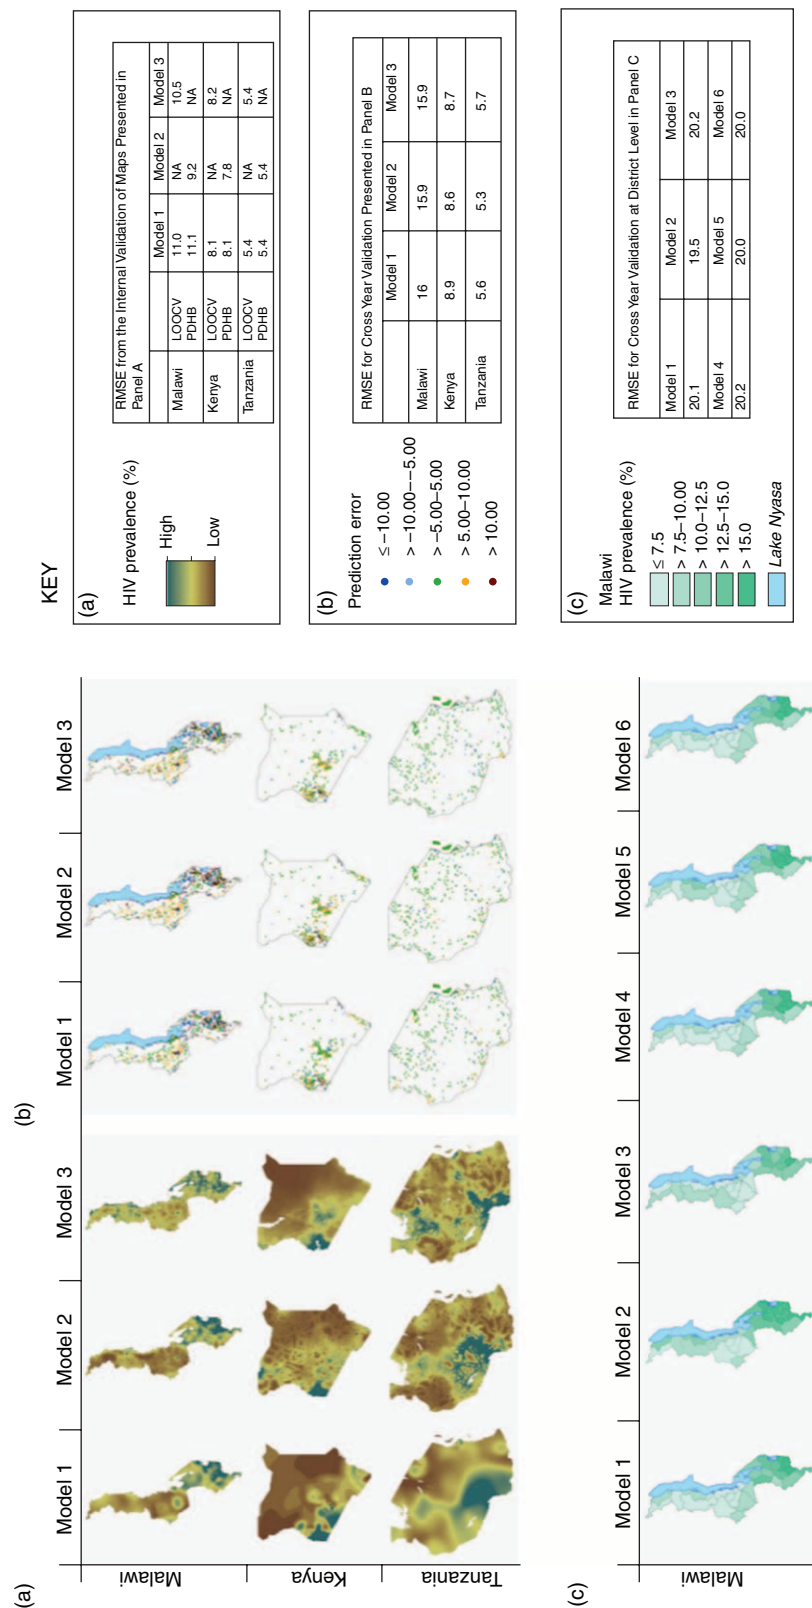 (a)
Model 1
Model 2
Model 3
Malawi
Kenya
Tanzania
(b)
Model 1
Model 2
Model 3
(c)
Model 1
Model 2
Model 3
Model 4
Model 5
Model 6
Malawi
KEY
(a)
HIV prevalence (%)
High
Low
RMSE from the Internal Validation of Maps Presented in
Panel A
Model 1 Model 2 Model 3
Malawi LOOCV 11.0 NA 10.5
PDHB 11.1 9.2 NA
Kenya LOOCV 8.1 NA 8.2
PDHB 8.1 7.8 NA
Tanzania LOOCV 5.4 NA 5.4
PDHB 5.4 5.4 NA
(b)
Prediction error
≤ −10.00
> −10.00−−5.00
> −5.00–5.00
> 5.00–10.00
> 10.00
RMSE for Cross Year Validation Presented in Panel B
Model 1 Model 2 Model 3
Malawi 16 15.9 15.9
Kenya 8.9 8.6 8.7
Tanzania 5.6 5.3 5.7
(c)
Malawi
HIV prevalence (%)
≤ 7.5
> 7.5–10.00
> 10.0–12.5
> 12.5–15.0
> 15.0
Lake Nyasa
RMSE for Cross Year Validation at District Level in Panel C
Model 1 Model 2 Model 3
20.1 19.5 20.2
Model 4 Model 5 Model 6
20.2 20.0 20.0